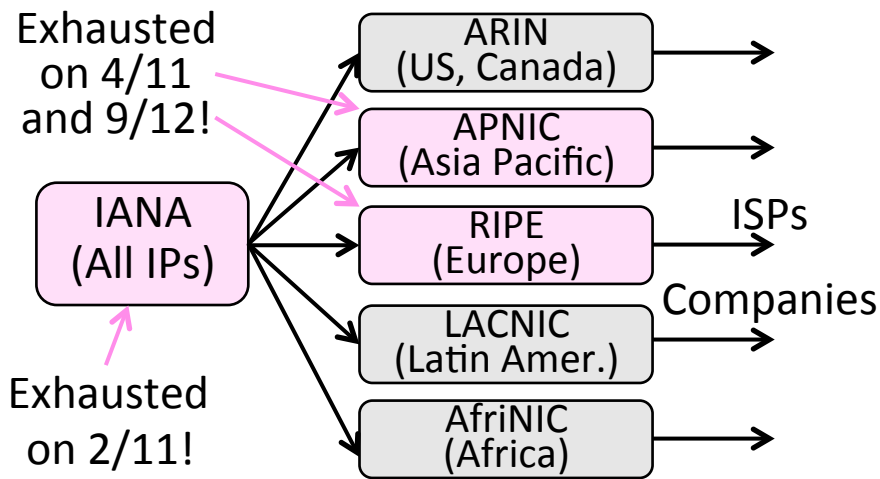 Exhausted
on 4/11
and 9/12!
IANA
(All IPs)
Exhausted
on 2/11!
ARIN
(US, Canada)
APNIC
(Asia Pacific)
RIPE
(Europe)
LACNIC
(Latin Amer.)
AfriNIC
(Africa)
ISPs
Companies